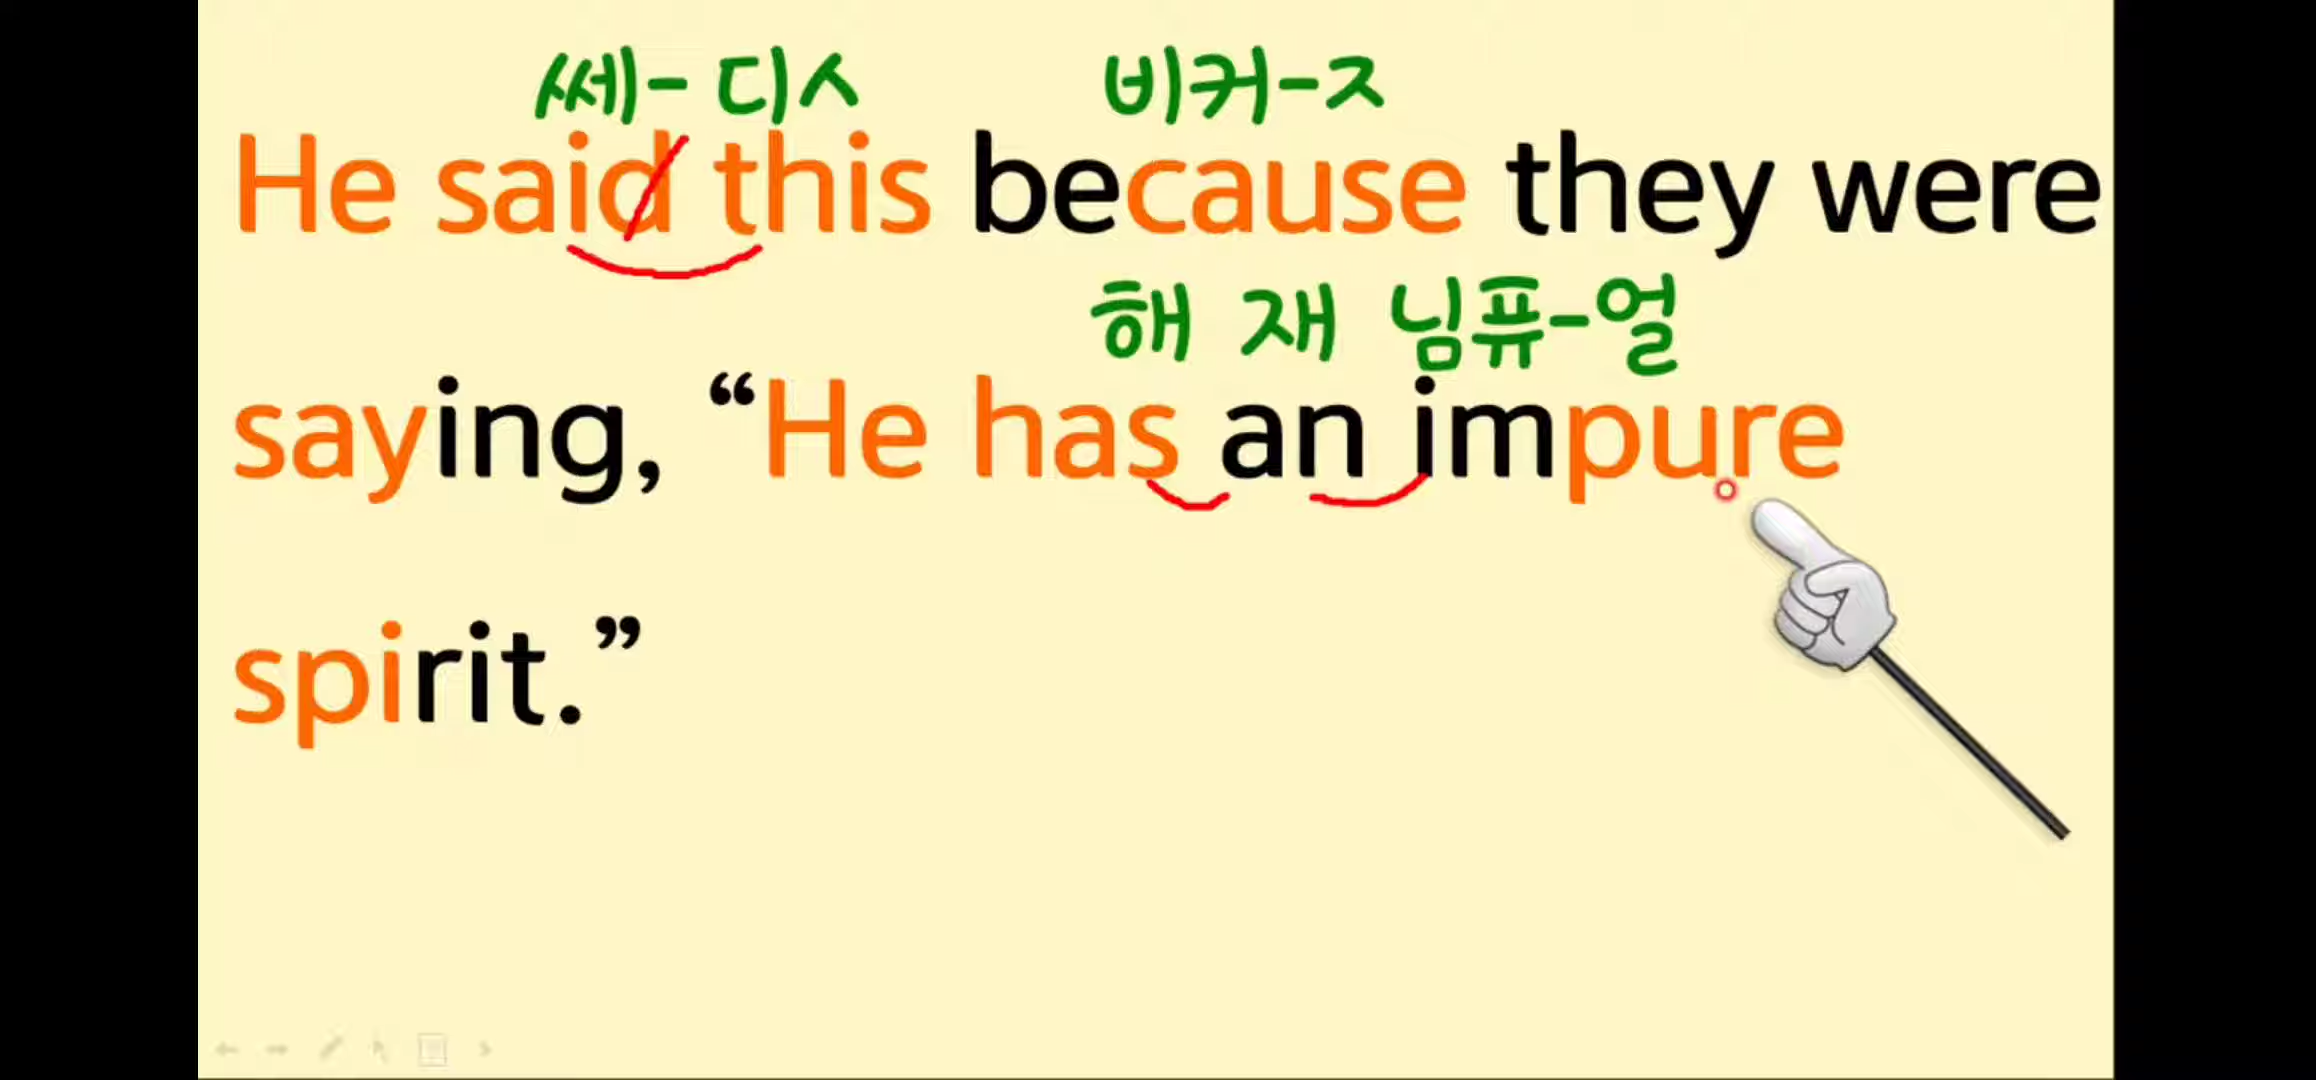 쎄- 디스 비커-즈
He said this because they were
해 재 님퓨-얼
saying, “He has an impure
spirit.”